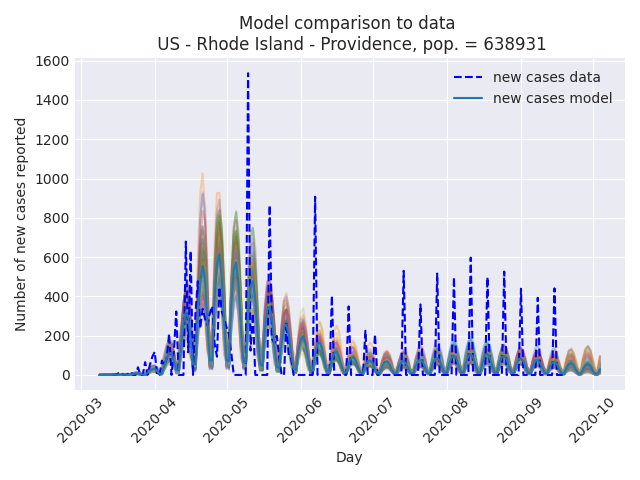 Model comparison to data
US - Rhode Island - Providence, pop. = 638931
new cases data
new cases model
Number of new cases reported
1600
1400
1200
1000
800
600
400
200
0
2020-03
2020-04
2020-05
2020-06
2020-07
2020-08
2020-09
2020-10
Day